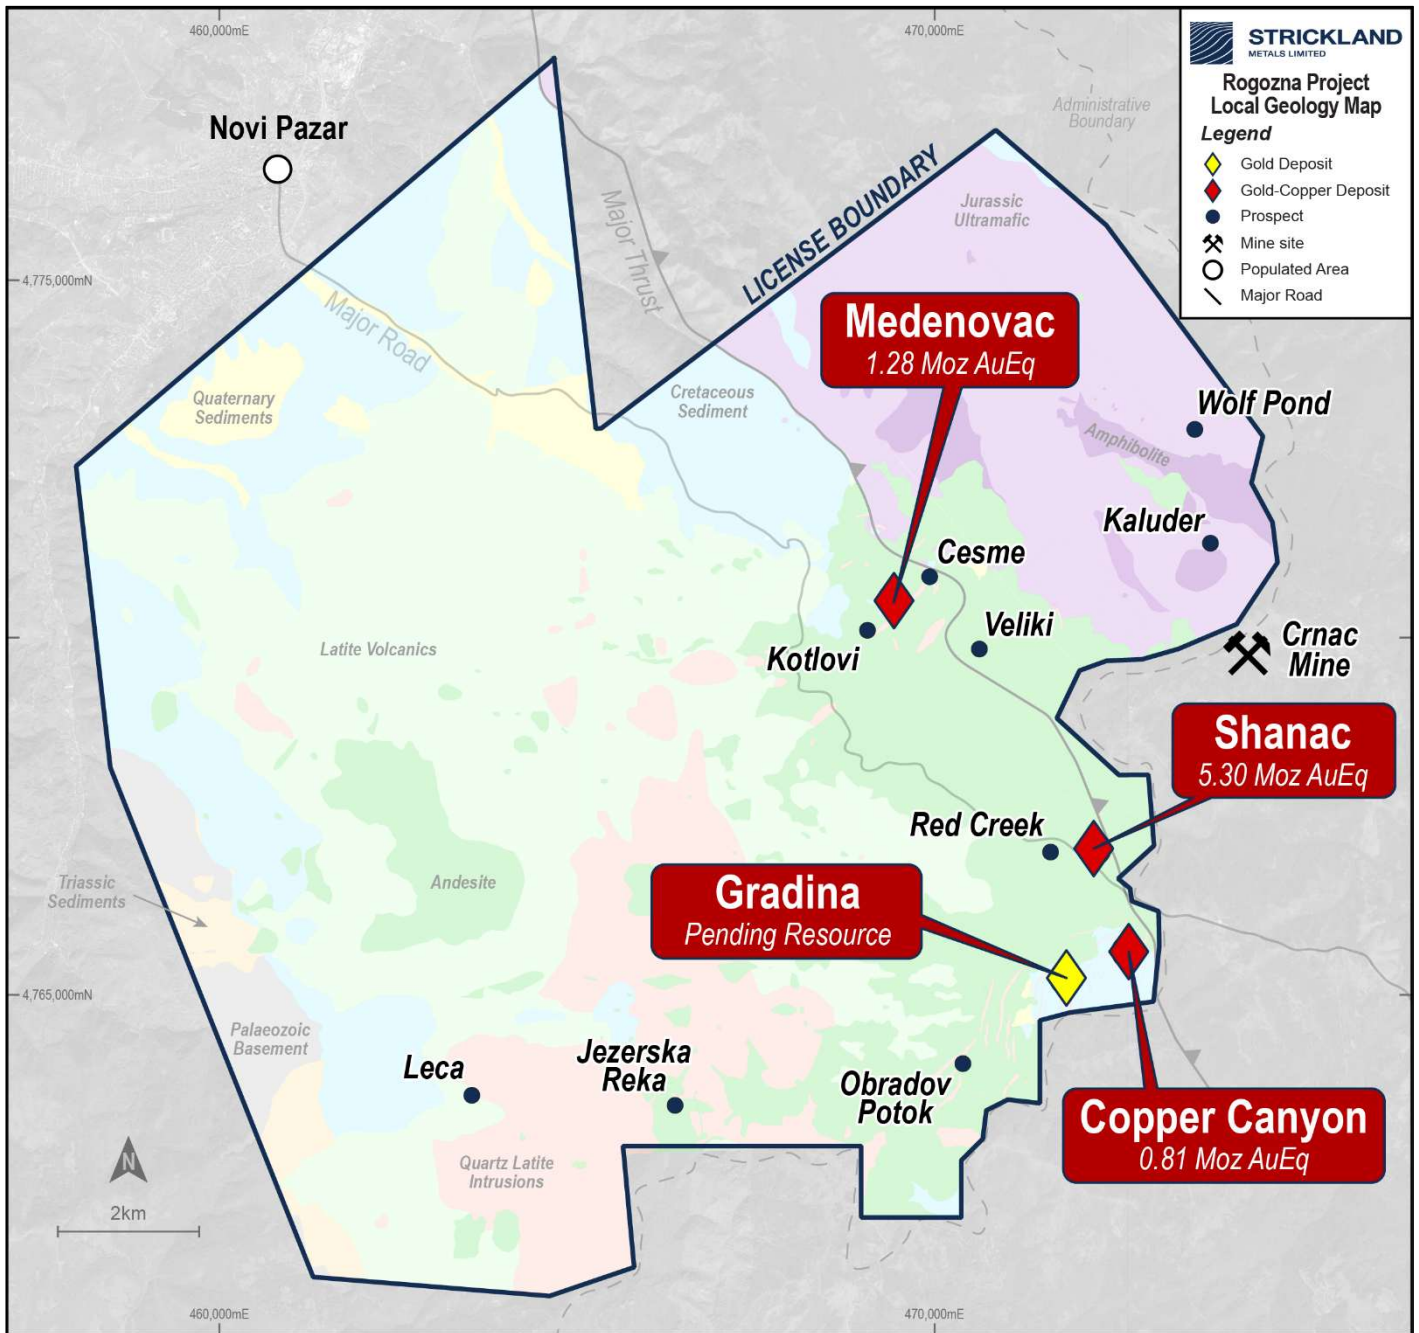 460,000mE
470,000mE
STRICKLAND
METALS LIMITED
Rogozna Project
Local Geology Map
Legend
Gold Deposit
Gold-Copper Deposit
Prospect
Mine site
Populated Area
Major Road
Administrative
Boundary
Novi Pazar
LICENSE BOUNDARY
Jurassic
Ultramafic
Major Thrust
4,775,000mN
Major Road
Medenovac
1.28 Moz AuEq
Quaternary
Sediments
Cretaceous
Sediment
Wolf Pond
Amphibolite
Kaluder
Cesme
Veliki
Kotlovi
Crnac
Mine
Latite Volcanics
Shanac
5.30 Moz AuEq
Red Creek
Triassic
Sediments
Andesite
Gradina
Pending Resource
4,765,000mN
Palaeozoic
Basement
Leca
Jezerska
Reka
Obradov
Potok
Copper Canyon
0.81 Moz AuEq
Quartz Latite
Intrusions
N
2km
460,000mE
470,000mE